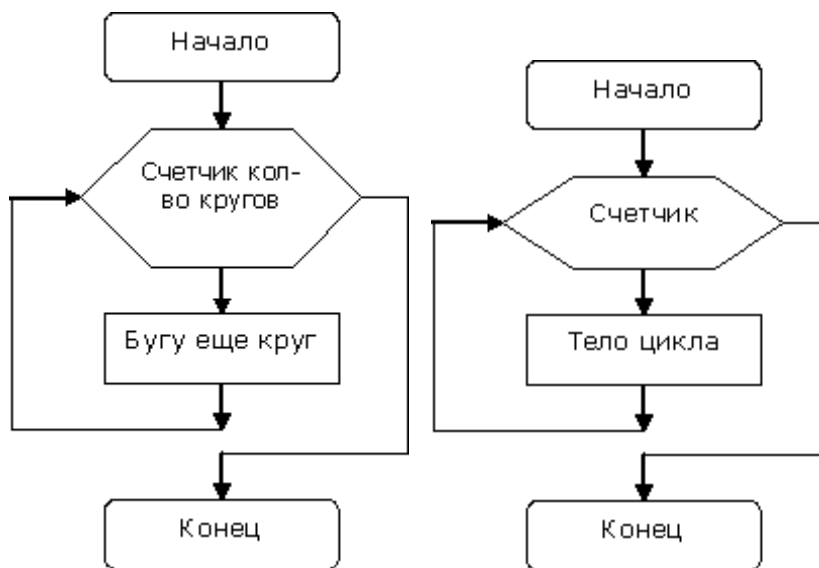 Начало
Счетчик кол-
во кругов
Бугу еще круг
Конец
Начало
Счетчик
Тело цикла
Конец